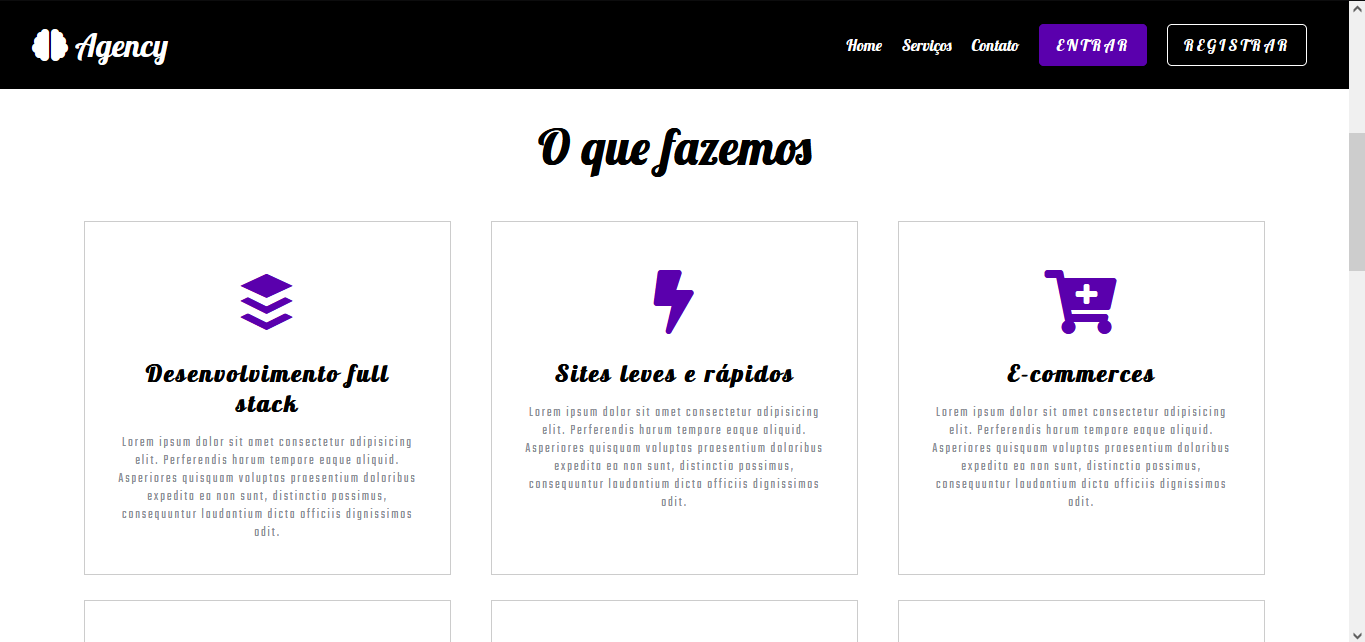 Agency
Home Serviços Contato ENTRAR REGISTRAR
O que fazemos
Desenvolvimento full
stack
Lorem ipsum dolor sit amet consectetur adipisicing
elit. Perferendis harum tempore eaque aliquid.
Asperiores quisquam voluptas praesentium doloribus
expedita ea non sunt, distinctio possimus,
consequuntur laudantium dicta officiis dignissimos
odit.
Sites leves e rápidos
Lorem ipsum dolor sit amet consectetur adipisicing
elit. Perferendis harum tempore eaque aliquid.
Asperiores quisquam voluptas praesentium doloribus
expedita ea non sunt, distinctio possimus,
consequuntur laudantium dicta officiis dignissimos
odit.
E-commerces
Lorem ipsum dolor sit amet consectetur adipisicing
elit. Perferendis harum tempore eaque aliquid.
Asperiores quisquam voluptas praesentium doloribus
expedita ea non sunt, distinctio possimus,
consequuntur laudantium dicta officiis dignissimos
odit.